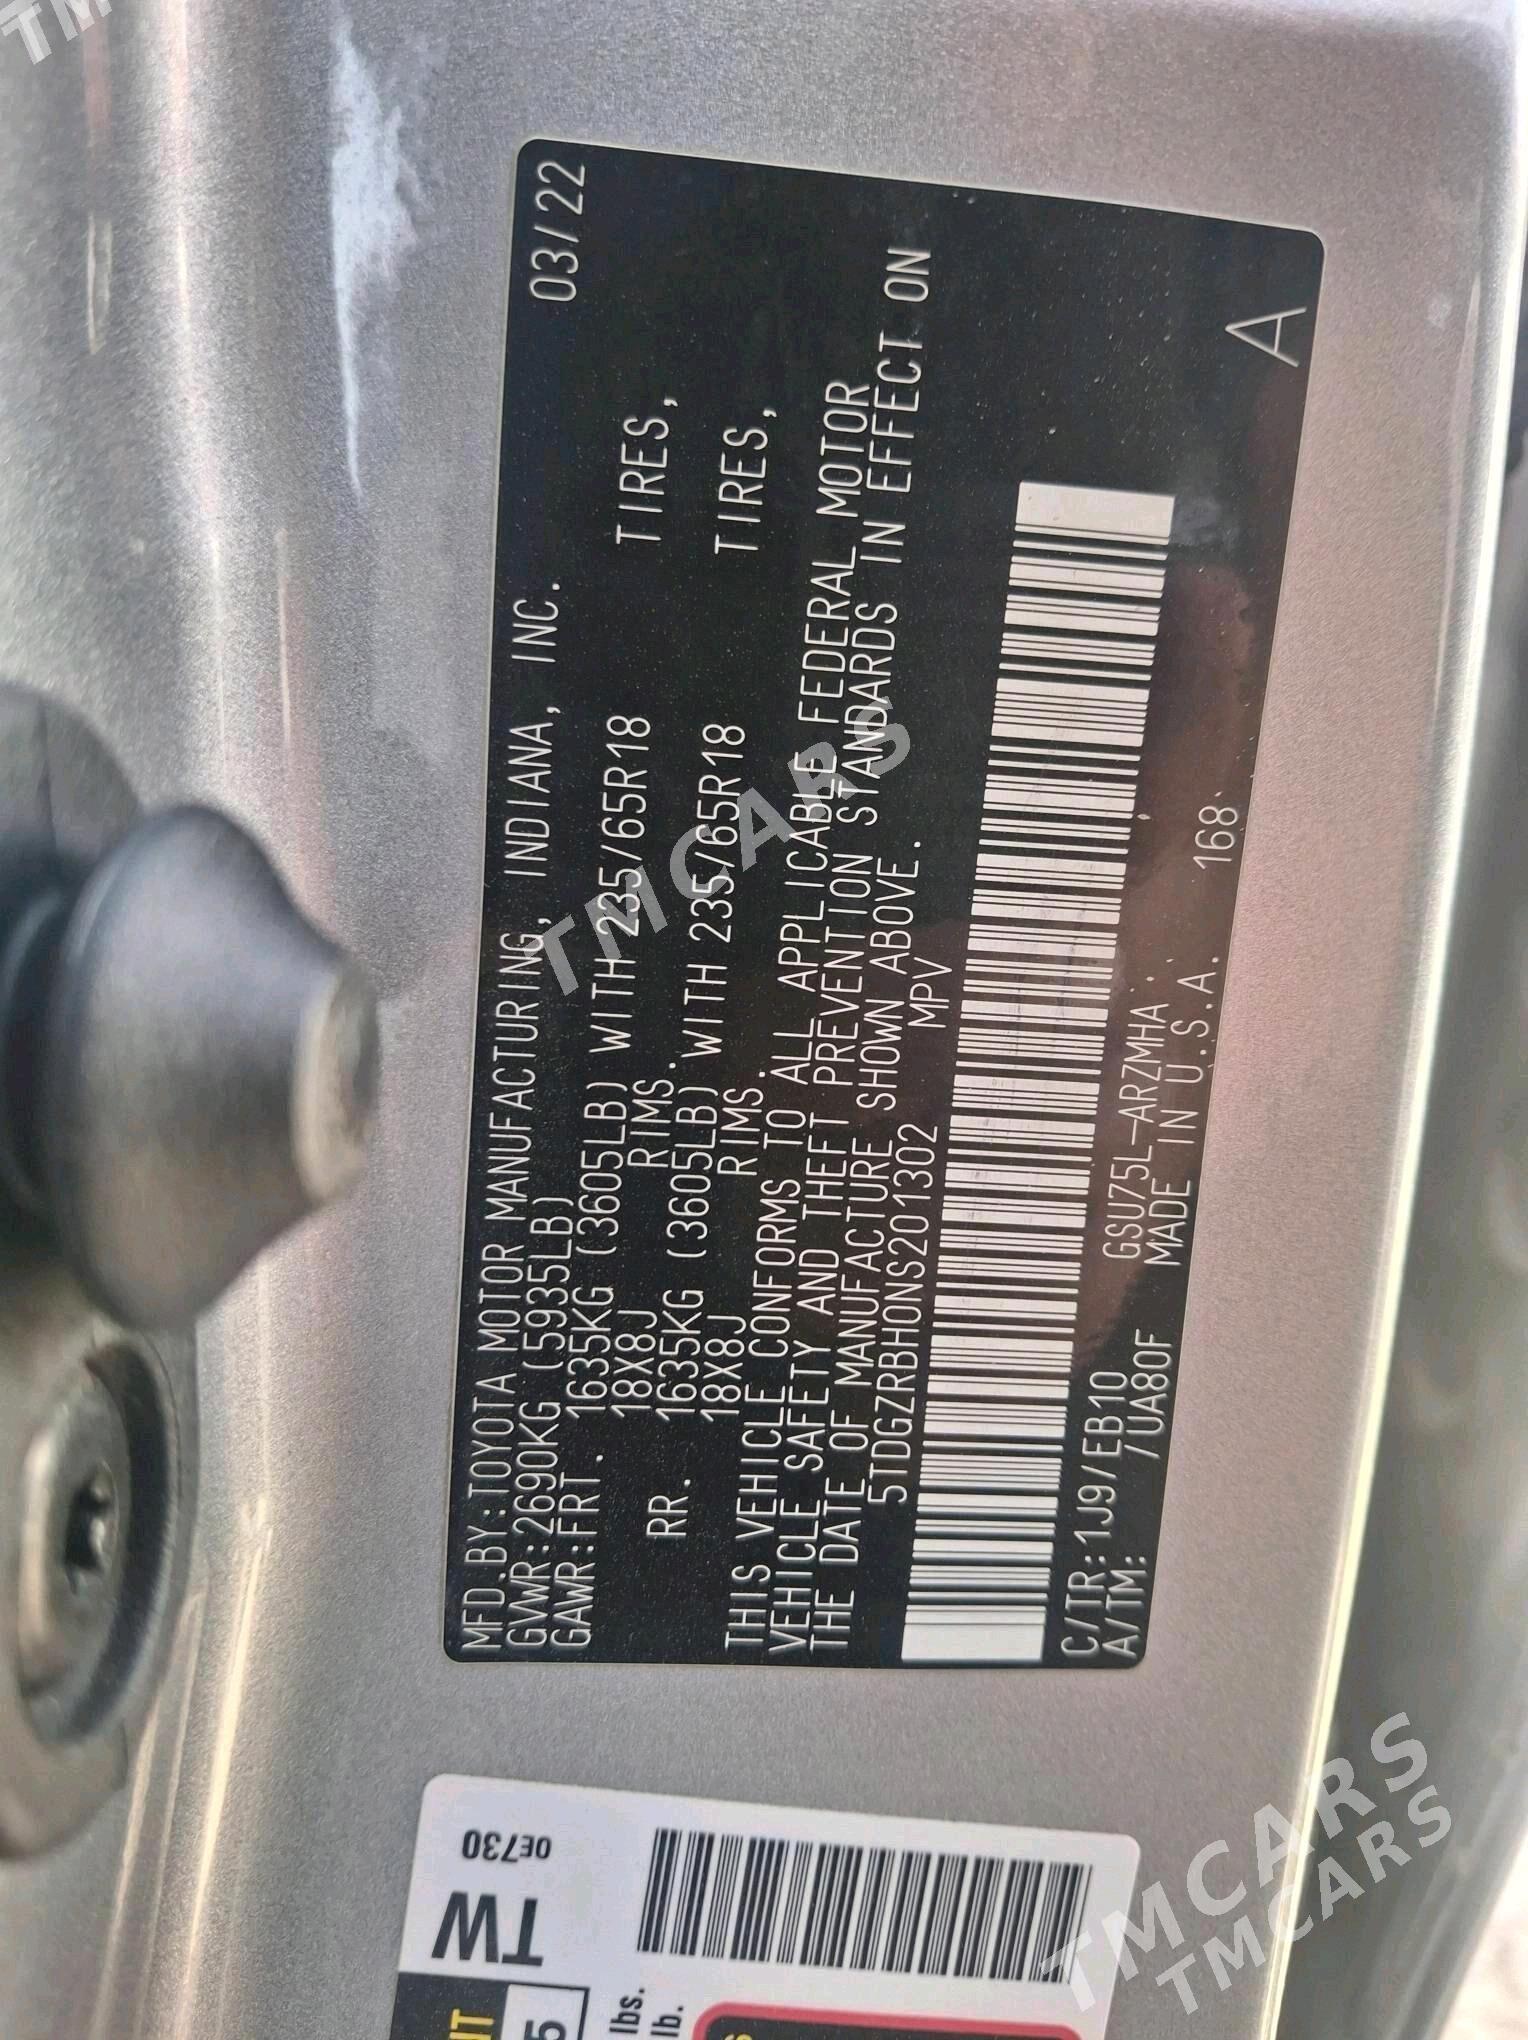 MFD.BY:TOYOTA MOTOR MANUFACTURING, INDIANA, INC. 03/22
GVWR:2690KG (5935LB)
GAWR:FRT. 1635KG (3605LB) WITH 235/65R18 TIRES,
18X8J RIMS.
RR. 1635KG (3605LB) WITH 235/65R18 TIRES,
18X8J RIMS.
THIS VEHICLE CONFORMS TO ALL APPLICABLE FEDERAL MOTOR
VEHICLE SAFETY AND THEFT PREVENTION STANDARDS IN EFFECT ON
THE DATE OF MANUFACTURE SHOWN ABOVE.
5TDGZRBH0NS201302 MPV
C/TR:1J9/EB10 GSU75L-ARZMHA
A/TM: /UA80F MADE IN U.S.A. 168
A
TW
0E730
lbs.
lb.
5
TMCARS
TMCARS
TMCARS
TM